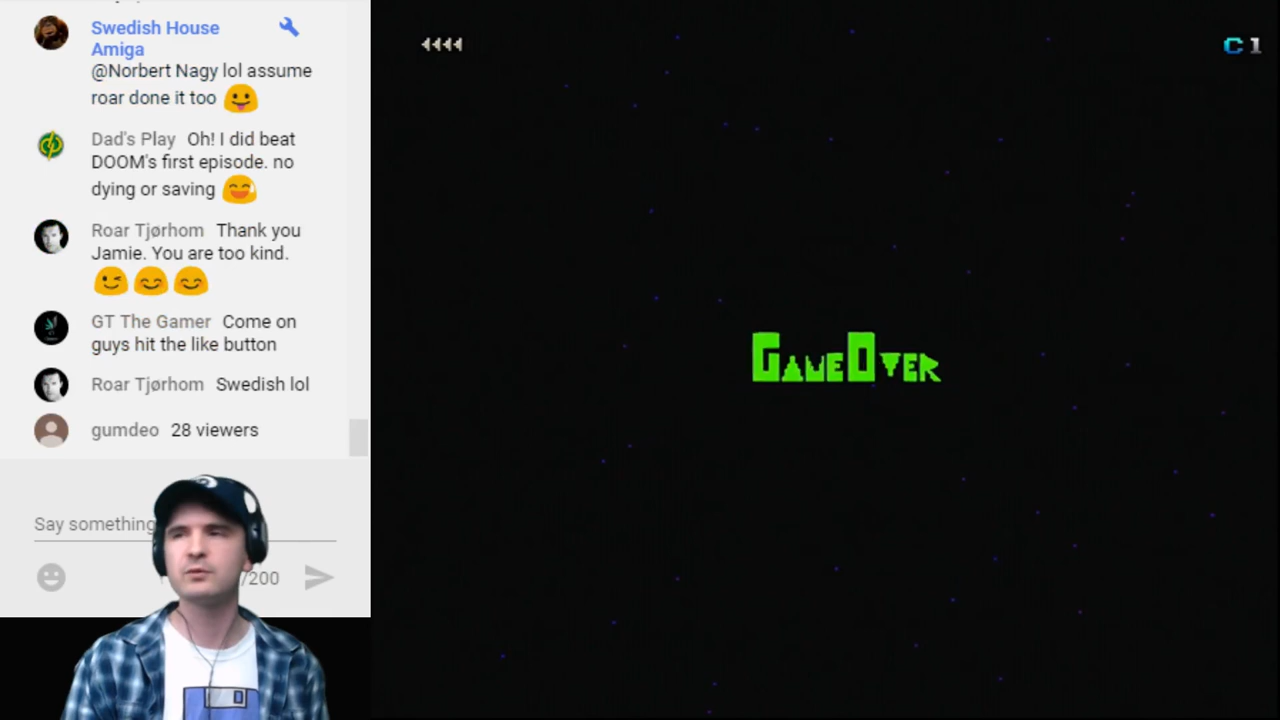 Swedish House
Amiga
@Norbert Nagy lol assume
roar done it too
Dad's Play Oh! I did beat
DOOM's first episode. no
dying or saving
Roar Tjørhom Thank you
Jamie. You are too kind.
GT The Gamer Come on
guys hit the like button
Roar Tjørhom Swedish lol
gumdeo 28 viewers
Say something
/200
C 1
GAMEOVER